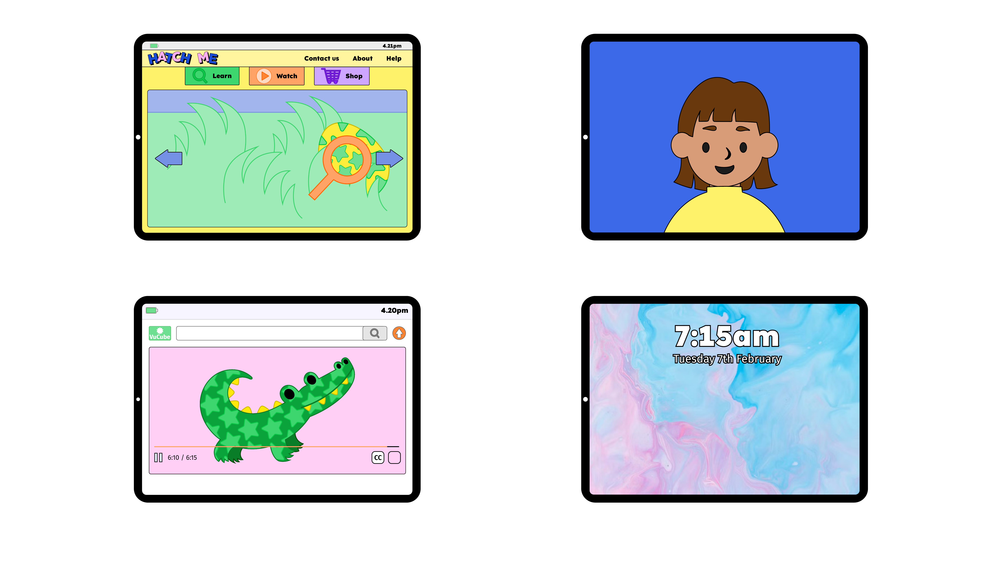 4.21pm
HATCH ME
Contact us
About
Help
Learn
Watch
Shop
4.20pm
VuCube
6:10 / 6:15
CC
7:15am
Tuesday 7th February